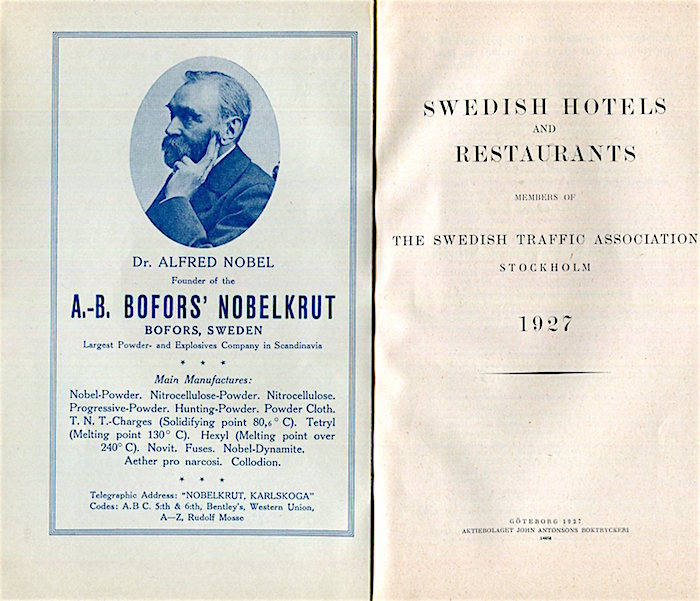 Dr. ALFRED NOBEL
Founder of the
A.-B. BOFORS' NOBELKRUT
BOFORS, SWEDEN
Largest Powder- and Explosives Company in Scandinavia
* * *
Main Manufactures:
Nobel-Powder. Nitrocellulose-Powder. Nitrocellulose.
Progressive-Powder. Hunting-Powder. Powder Cloth.
T. N. T.-Charges (Solidifying point 80,6° C). Tetryl
(Melting point 130° C). Hexyl (Melting point over
240° C). Novit. Fuses. Nobel-Dynamite.
Aether pro narcosi. Collodion.
* * *
Telegraphic Address: "NOBELKRUT, KARLSKOGA"
Codes: A.B C. 5:th & 6:th, Bentley's, Western Union,
A—Z, Rudolf Mosse
SWEDISH HOTELS
AND
RESTAURANTS
MEMBERS OF
THE SWEDISH TRAFFIC ASSOCIATION
STOCKHOLM
1927
GÖTEBORG 1927
AKTIEBOLAGET JOHN ANTONSONS BOKTRYCKERI